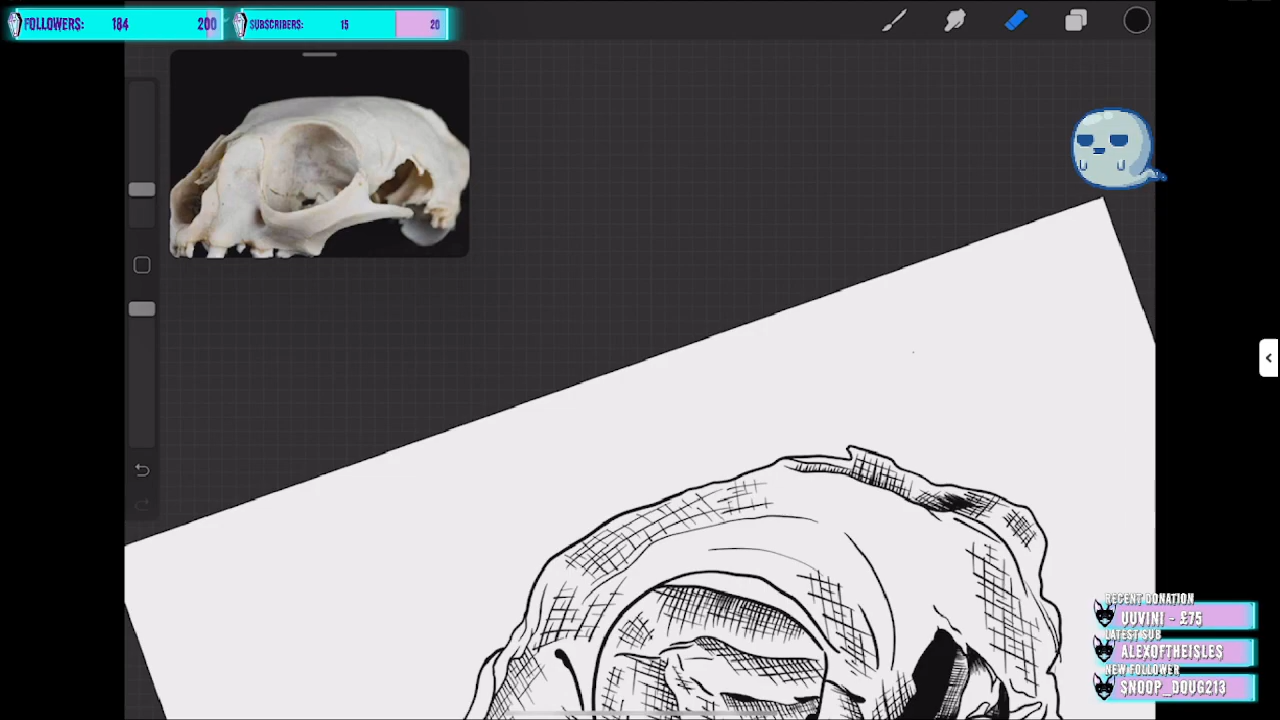 FOLLOWERS: 184 200
SUBSCRIBERS: 15 20
RECENT DONATION
UUVINI - £75
LATEST SUB
ALEXOFTHEISLES
NEW FOLLOWER
SNOOP_DOUG213